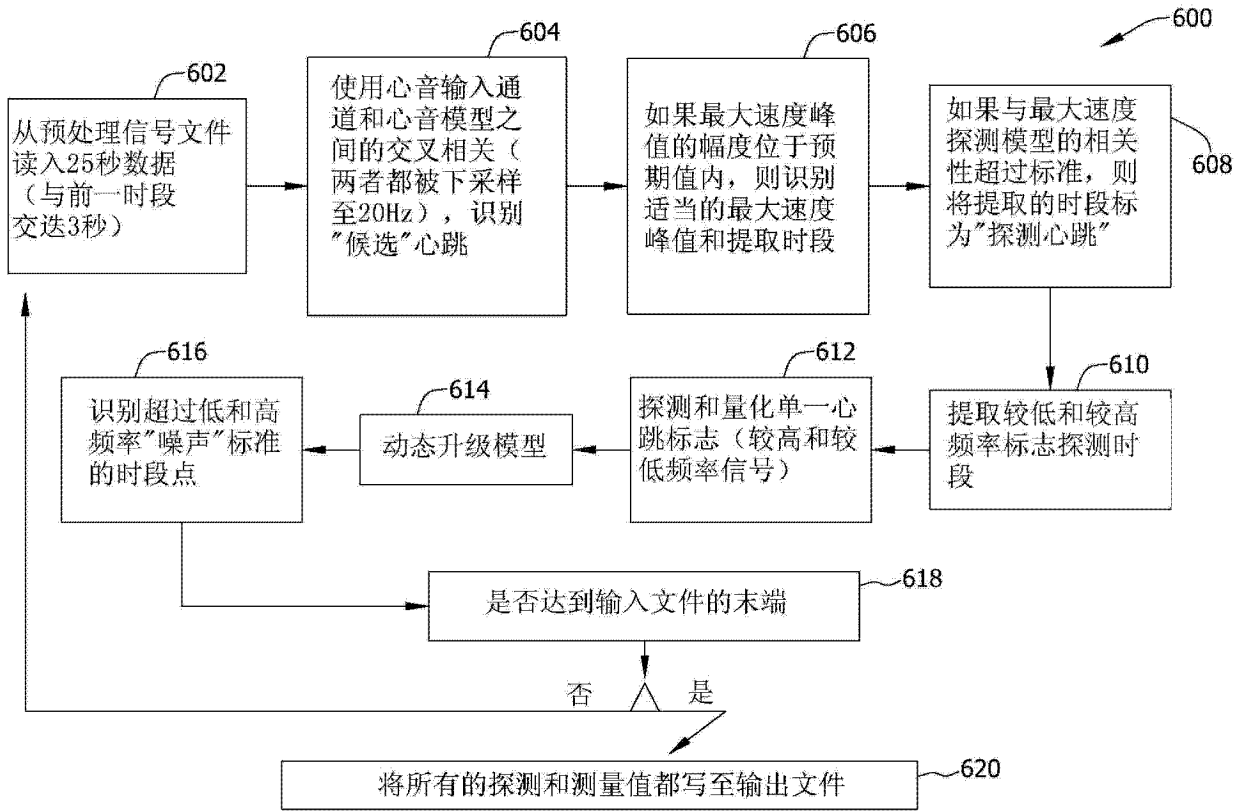 600
602
从预处理信号文件
读入25秒数据
（与前一时段
交迭3秒）
604
使用心音输入通
道和心音模型之
间的交叉相关（
两者都被下采样
至20Hz），识别
"候选"心跳
606
如果最大速度峰
值的幅度位于预
期值内，则识别
适当的最大速度
峰值和提取时段
608
如果与最大速度
探测模型的相关
性超过标准，则
将提取的时段标
为"探测心跳"
610
提取较低和较高
频率标志探测时
段
612
探测和量化单一心
跳标志（较高和较
低频率信号）
614
动态升级模型
616
识别超过低和高
频率"噪声"标准
的时段点
618
是否达到输入文件的末端
否 是
620
将所有的探测和测量值都写至输出文件